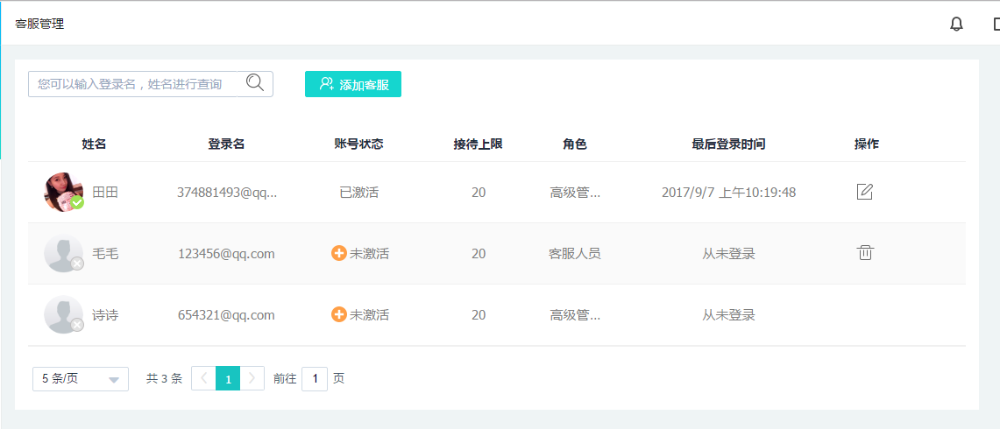 客服管理
您可以输入登录名，姓名进行查询 添加客服
姓名 登录名 账号状态 接待上限 角色 最后登录时间 操作
田田 374881493@qq... 已激活 20 高级管... 2017/9/7 上午10:19:48
毛毛 123456@qq.com 未激活 20 客服人员 从未登录
诗诗 654321@qq.com 未激活 20 高级管... 从未登录
5 条/页 共 3 条 1 前往 1 页